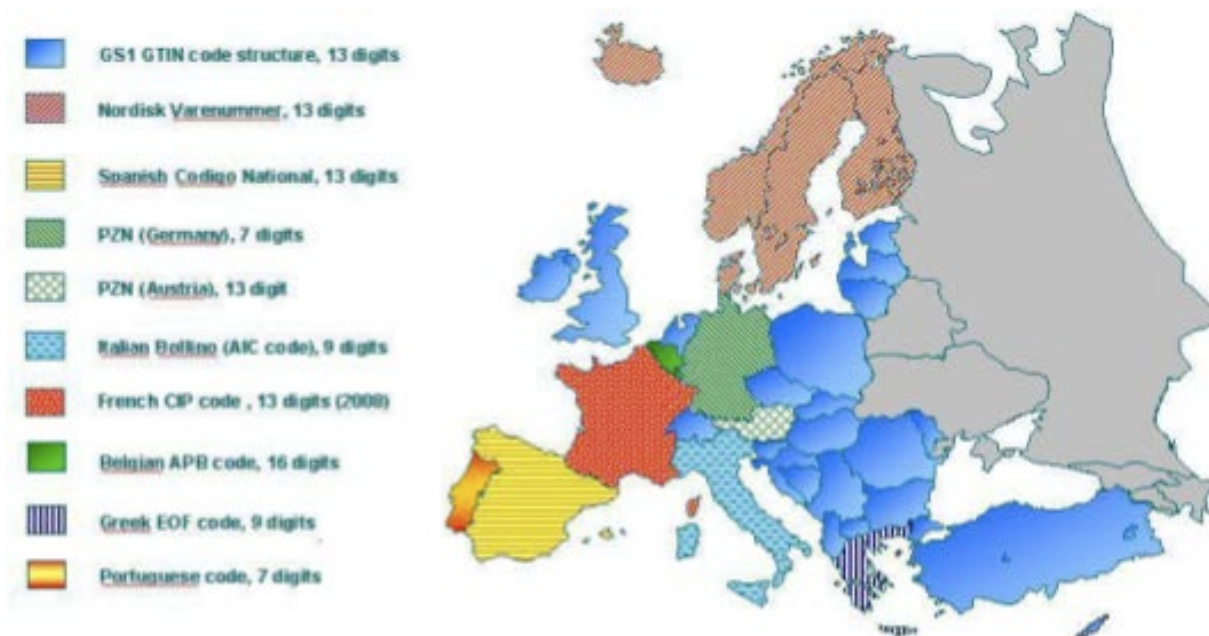 GS1 GTIN code structure, 13 digits
Nordisk Varenummer, 13 digits
Spanish Codigo National, 13 digits
PZN (Germany), 7 digits
PZN (Austria), 13 digit
Italian Bollino (AIC code), 9 digits
French CIP code , 13 digits (2008)
Belgian APB code, 16 digits
Greek EOF code, 9 digits
Portuguese code, 7 digits